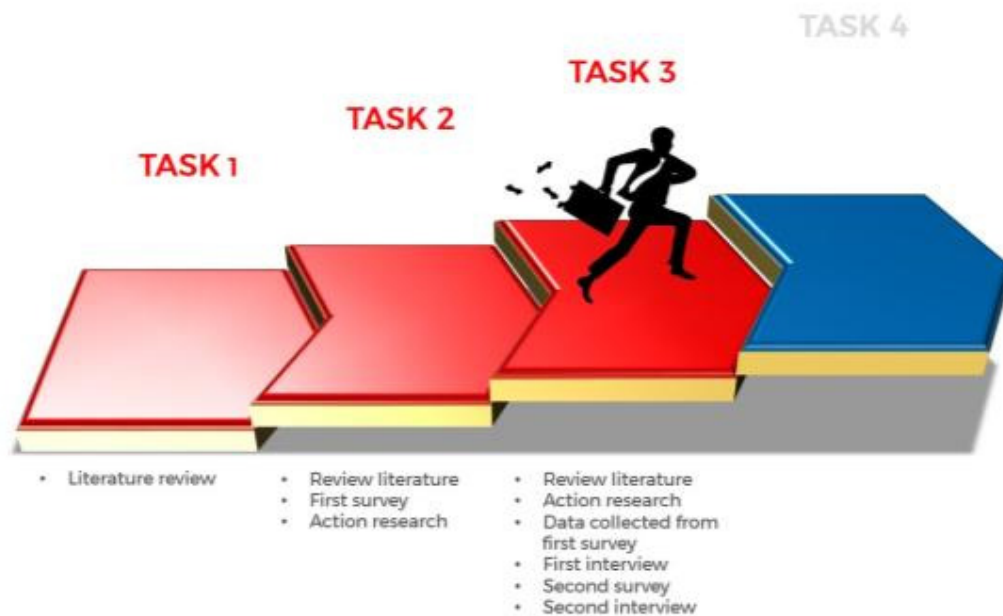 TASK 1
TASK 2
TASK 3
TASK 4
• Literature review
• Review literature
• First survey
• Action research
• Review literature
• Action research
• Data collected from
first survey
• First interview
• Second survey
• Second interview